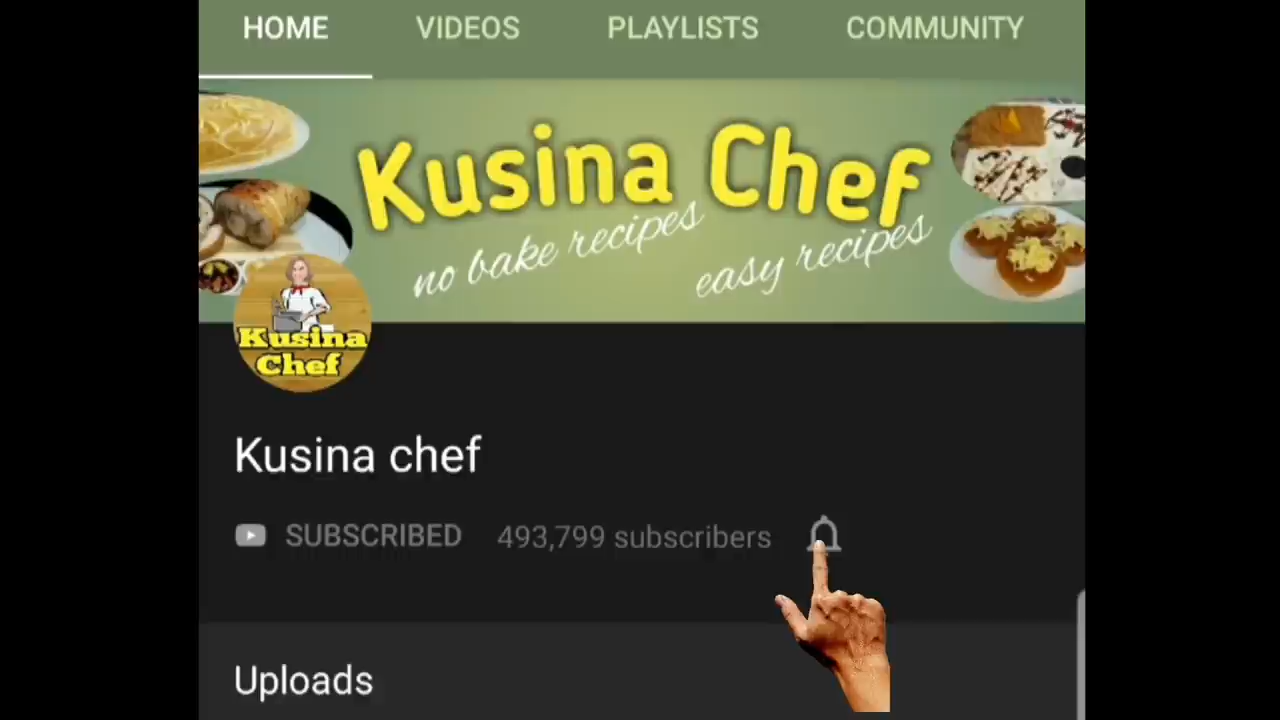 HOME VIDEOS PLAYLISTS COMMUNITY
Kusina Chef
no bake recipes
easy recipes
Kusina
Chef
Kusina chef
SUBSCRIBED 493,799 subscribers
Uploads